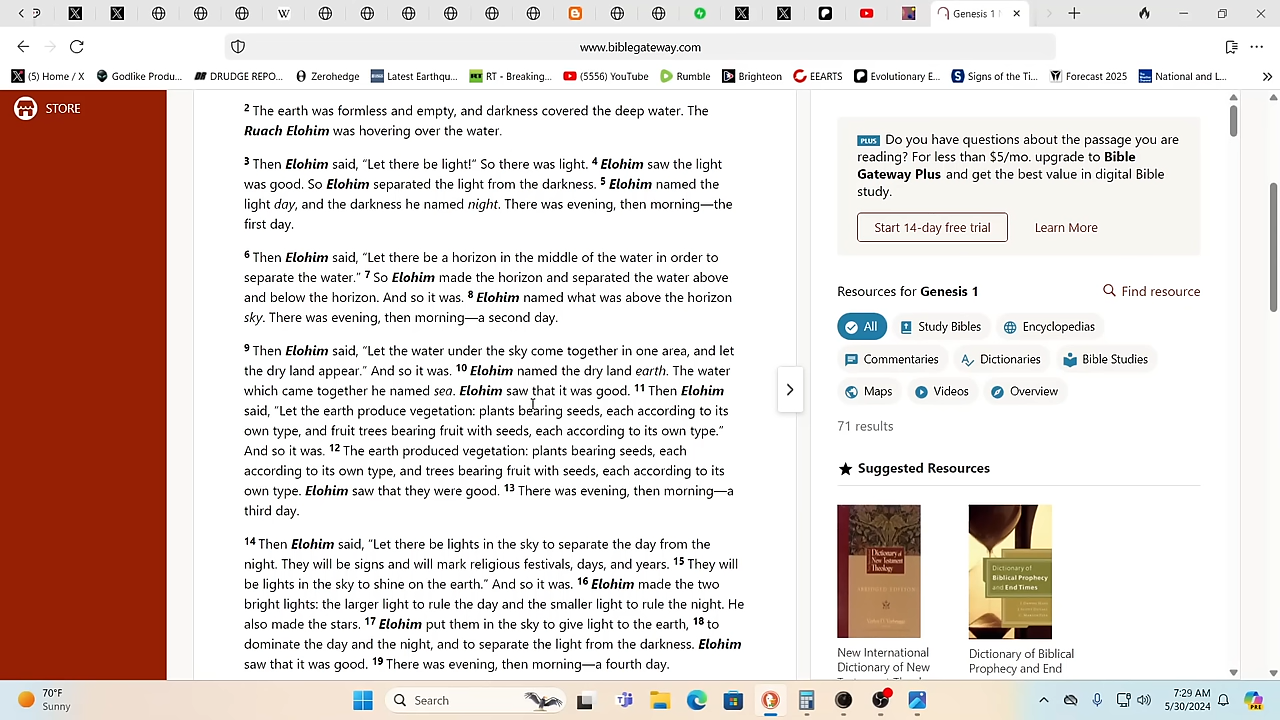 Genesis 1
www.biblegateway.com
(5) Home / X
Godlike Produ...
DRUDGE REPO...
Zerohedge
Latest Earthqu...
RT - Breaking...
(5556) YouTube
Rumble
Brighteon
EEARTS
Evolutionary E...
Signs of the Ti...
Forecast 2025
National and L...
STORE
2 The earth was formless and empty, and darkness covered the deep water. The
Ruach Elohim was hovering over the water.
3 Then Elohim said, “Let there be light!” So there was light. 4 Elohim saw the light
was good. So Elohim separated the light from the darkness. 5 Elohim named the
light day, and the darkness he named night. There was evening, then morning—the
first day.
6 Then Elohim said, “Let there be a horizon in the middle of the water in order to
separate the water.” 7 So Elohim made the horizon and separated the water above
and below the horizon. And so it was. 8 Elohim named what was above the horizon
sky. There was evening, then morning—a second day.
9 Then Elohim said, “Let the water under the sky come together in one area, and let
the dry land appear.” And so it was. 10 Elohim named the dry land earth. The water
which came together he named sea. Elohim saw that it was good. 11 Then Elohim
said, “Let the earth produce vegetation: plants bearing seeds, each according to its
own type, and fruit trees bearing fruit with seeds, each according to its own type.”
And so it was. 12 The earth produced vegetation: plants bearing seeds, each
according to its own type, and trees bearing fruit with seeds, each according to its
own type. Elohim saw that they were good. 13 There was evening, then morning—a
third day.
14 Then Elohim said, “Let there be lights in the sky to separate the day from the
night. They will be signs and will mark religious festivals, days, and years. 15 They will
be lights in the sky to shine on the earth.” And so it was. 16 Elohim made the two
bright lights: the larger light to rule the day and the smaller light to rule the night. He
also made the stars. 17 Elohim put them in the sky to give light to the earth, 18 to
dominate the day and the night, and to separate the light from the darkness. Elohim
saw that it was good. 19 There was evening, then morning—a fourth day.
PLUS Do you have questions about the passage you are
reading? For less than $5/mo. upgrade to Bible
Gateway Plus and get the best value in digital Bible
study.
Start 14-day free trial
Learn More
Resources for Genesis 1
Find resource
All
Study Bibles
Encyclopedias
Commentaries
Dictionaries
Bible Studies
Maps
Videos
Overview
71 results
Suggested Resources
Dictionary of
New Testament
Theology
Dictionary of
Biblical Prophecy
and End Times
New International
Dictionary of New
Dictionary of Biblical
Prophecy and End
70°F
Sunny
Search
7:29 AM
5/30/2024